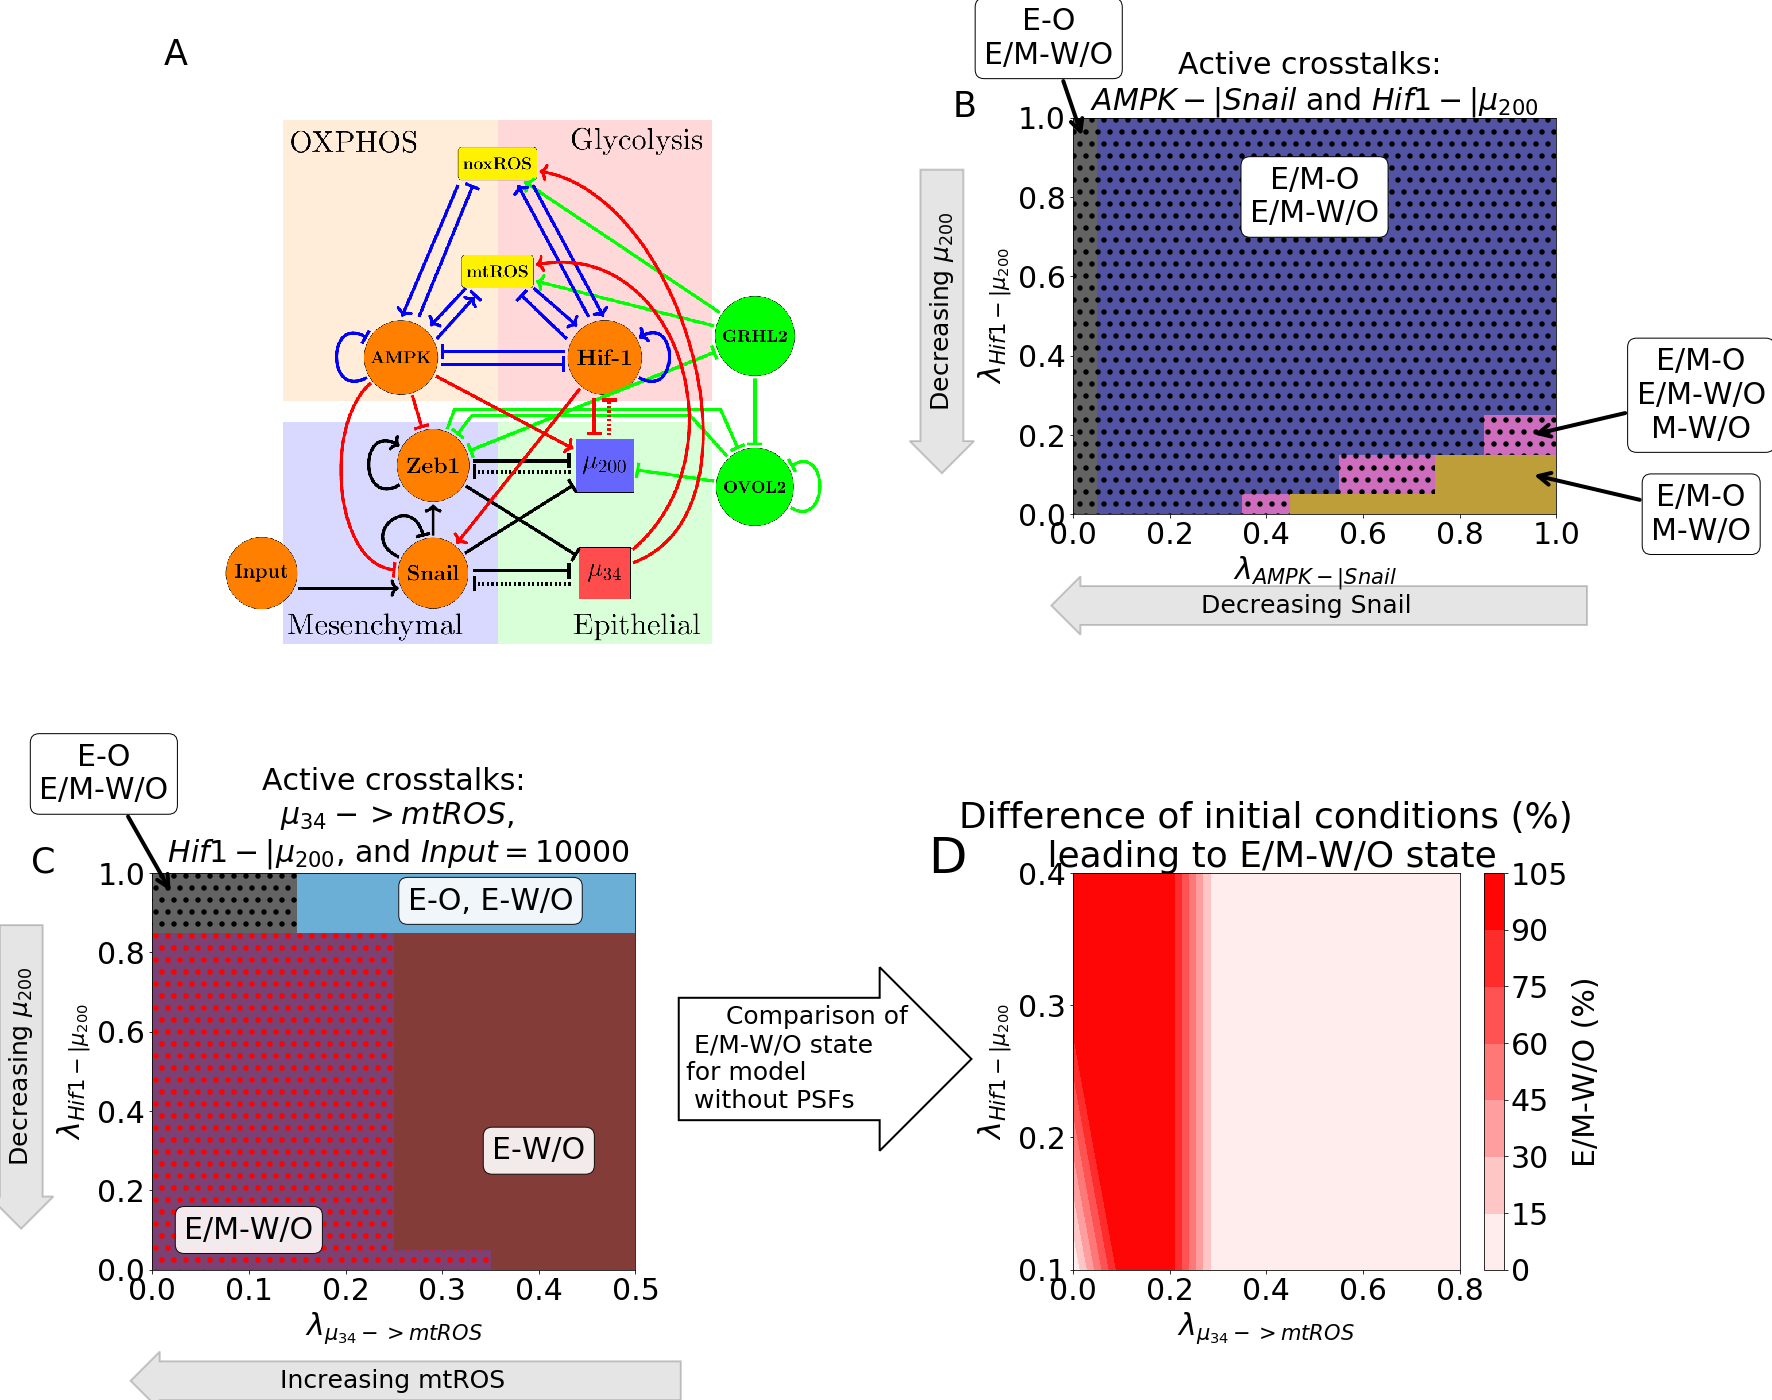 A
OXPHOS
Glycolysis
noxROS
mtROS
AMPK
Hif-1
GRHL2
Zeb1
μ200
OVOL2
Input
Snail
μ34
Mesenchymal
Epithelial
E-O
E/M-W/O
B
Active crosstalks:
AMPK − |Snail and Hif1 − |μ200
Decreasing μ200
λHif1 − |μ200
1.0
0.8
0.6
0.4
0.2
0.0
E/M-O
E/M-W/O
E/M-O
E/M-W/O
M-W/O
E/M-O
M-W/O
0.0 0.2 0.4 0.6 0.8 1.0
λAMPK − |Snail
Decreasing Snail
E-O
E/M-W/O
C
Active crosstalks:
μ34 − > mtROS,
Hif1 − |μ200, and Input = 10000
Decreasing μ200
λHif1 − |μ200
1.0
0.8
0.6
0.4
0.2
0.0
E-O, E-W/O
E-W/O
E/M-W/O
0.0 0.1 0.2 0.3 0.4 0.5
λμ34 − > mtROS
Increasing mtROS
Comparison of
E/M-W/O state
for model
without PSFs
D
Difference of initial conditions (%)
leading to E/M-W/O state
λHif1 − |μ200
0.4
0.3
0.2
0.1
0.0 0.2 0.4 0.6 0.8
λμ34 − > mtROS
105
90
75
60
45
30
15
0
E/M-W/O (%)